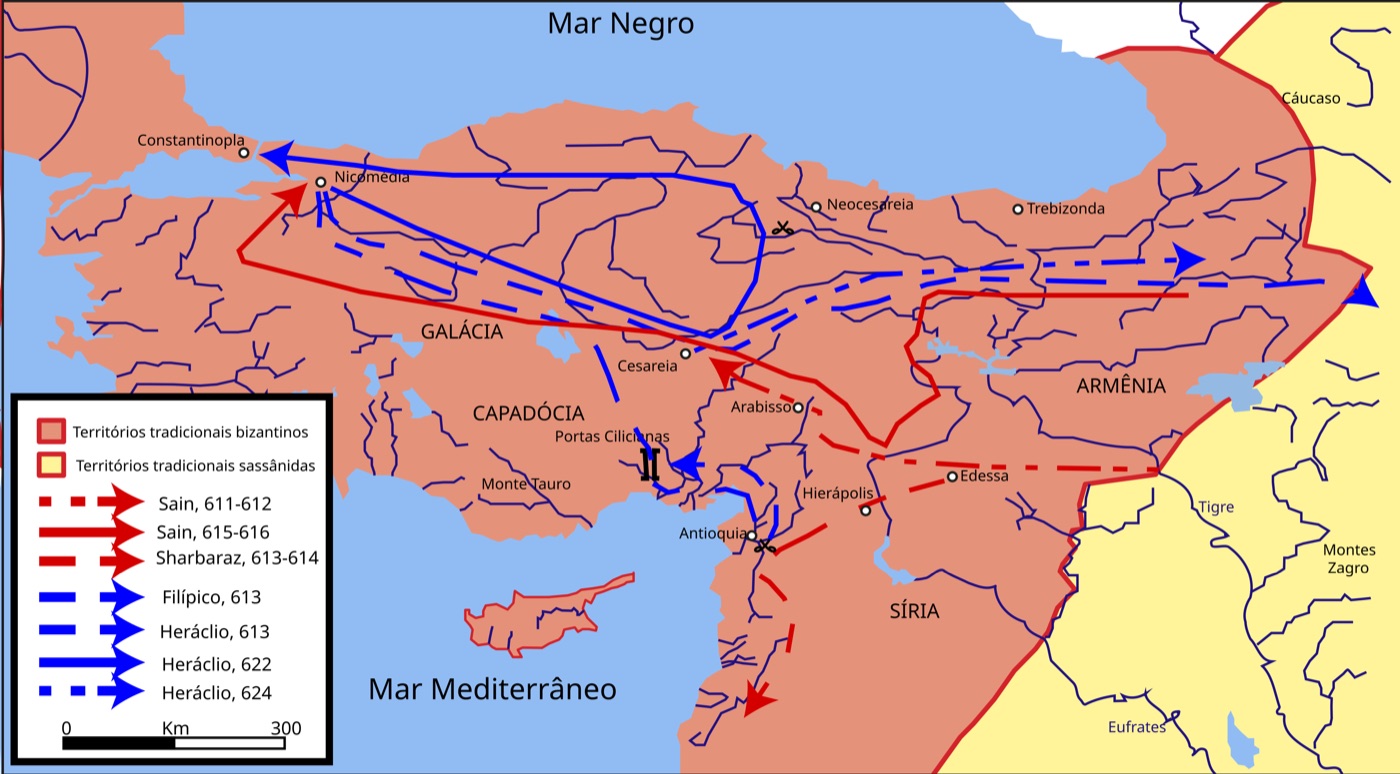 Mar Negro
Cáucaso
Constantinopla
Nicomédia
Neocesareia
Trebizonda
GALÁCIA
Cesareia
ARMÊNIA
Arabisso
CAPADÓCIA
Portas Cilicianas
Monte Tauro
Edessa
Hierápolis
Tigre
Antioquia
Montes
Zagro
SÍRIA
Mar Mediterrâneo
Eufrates
Territórios tradicionais bizantinos
Territórios tradicionais sassânidas
Sain, 611-612
Sain, 615-616
Sharbaraz, 613-614
Filípico, 613
Heráclio, 613
Heráclio, 622
Heráclio, 624
0 Km 300